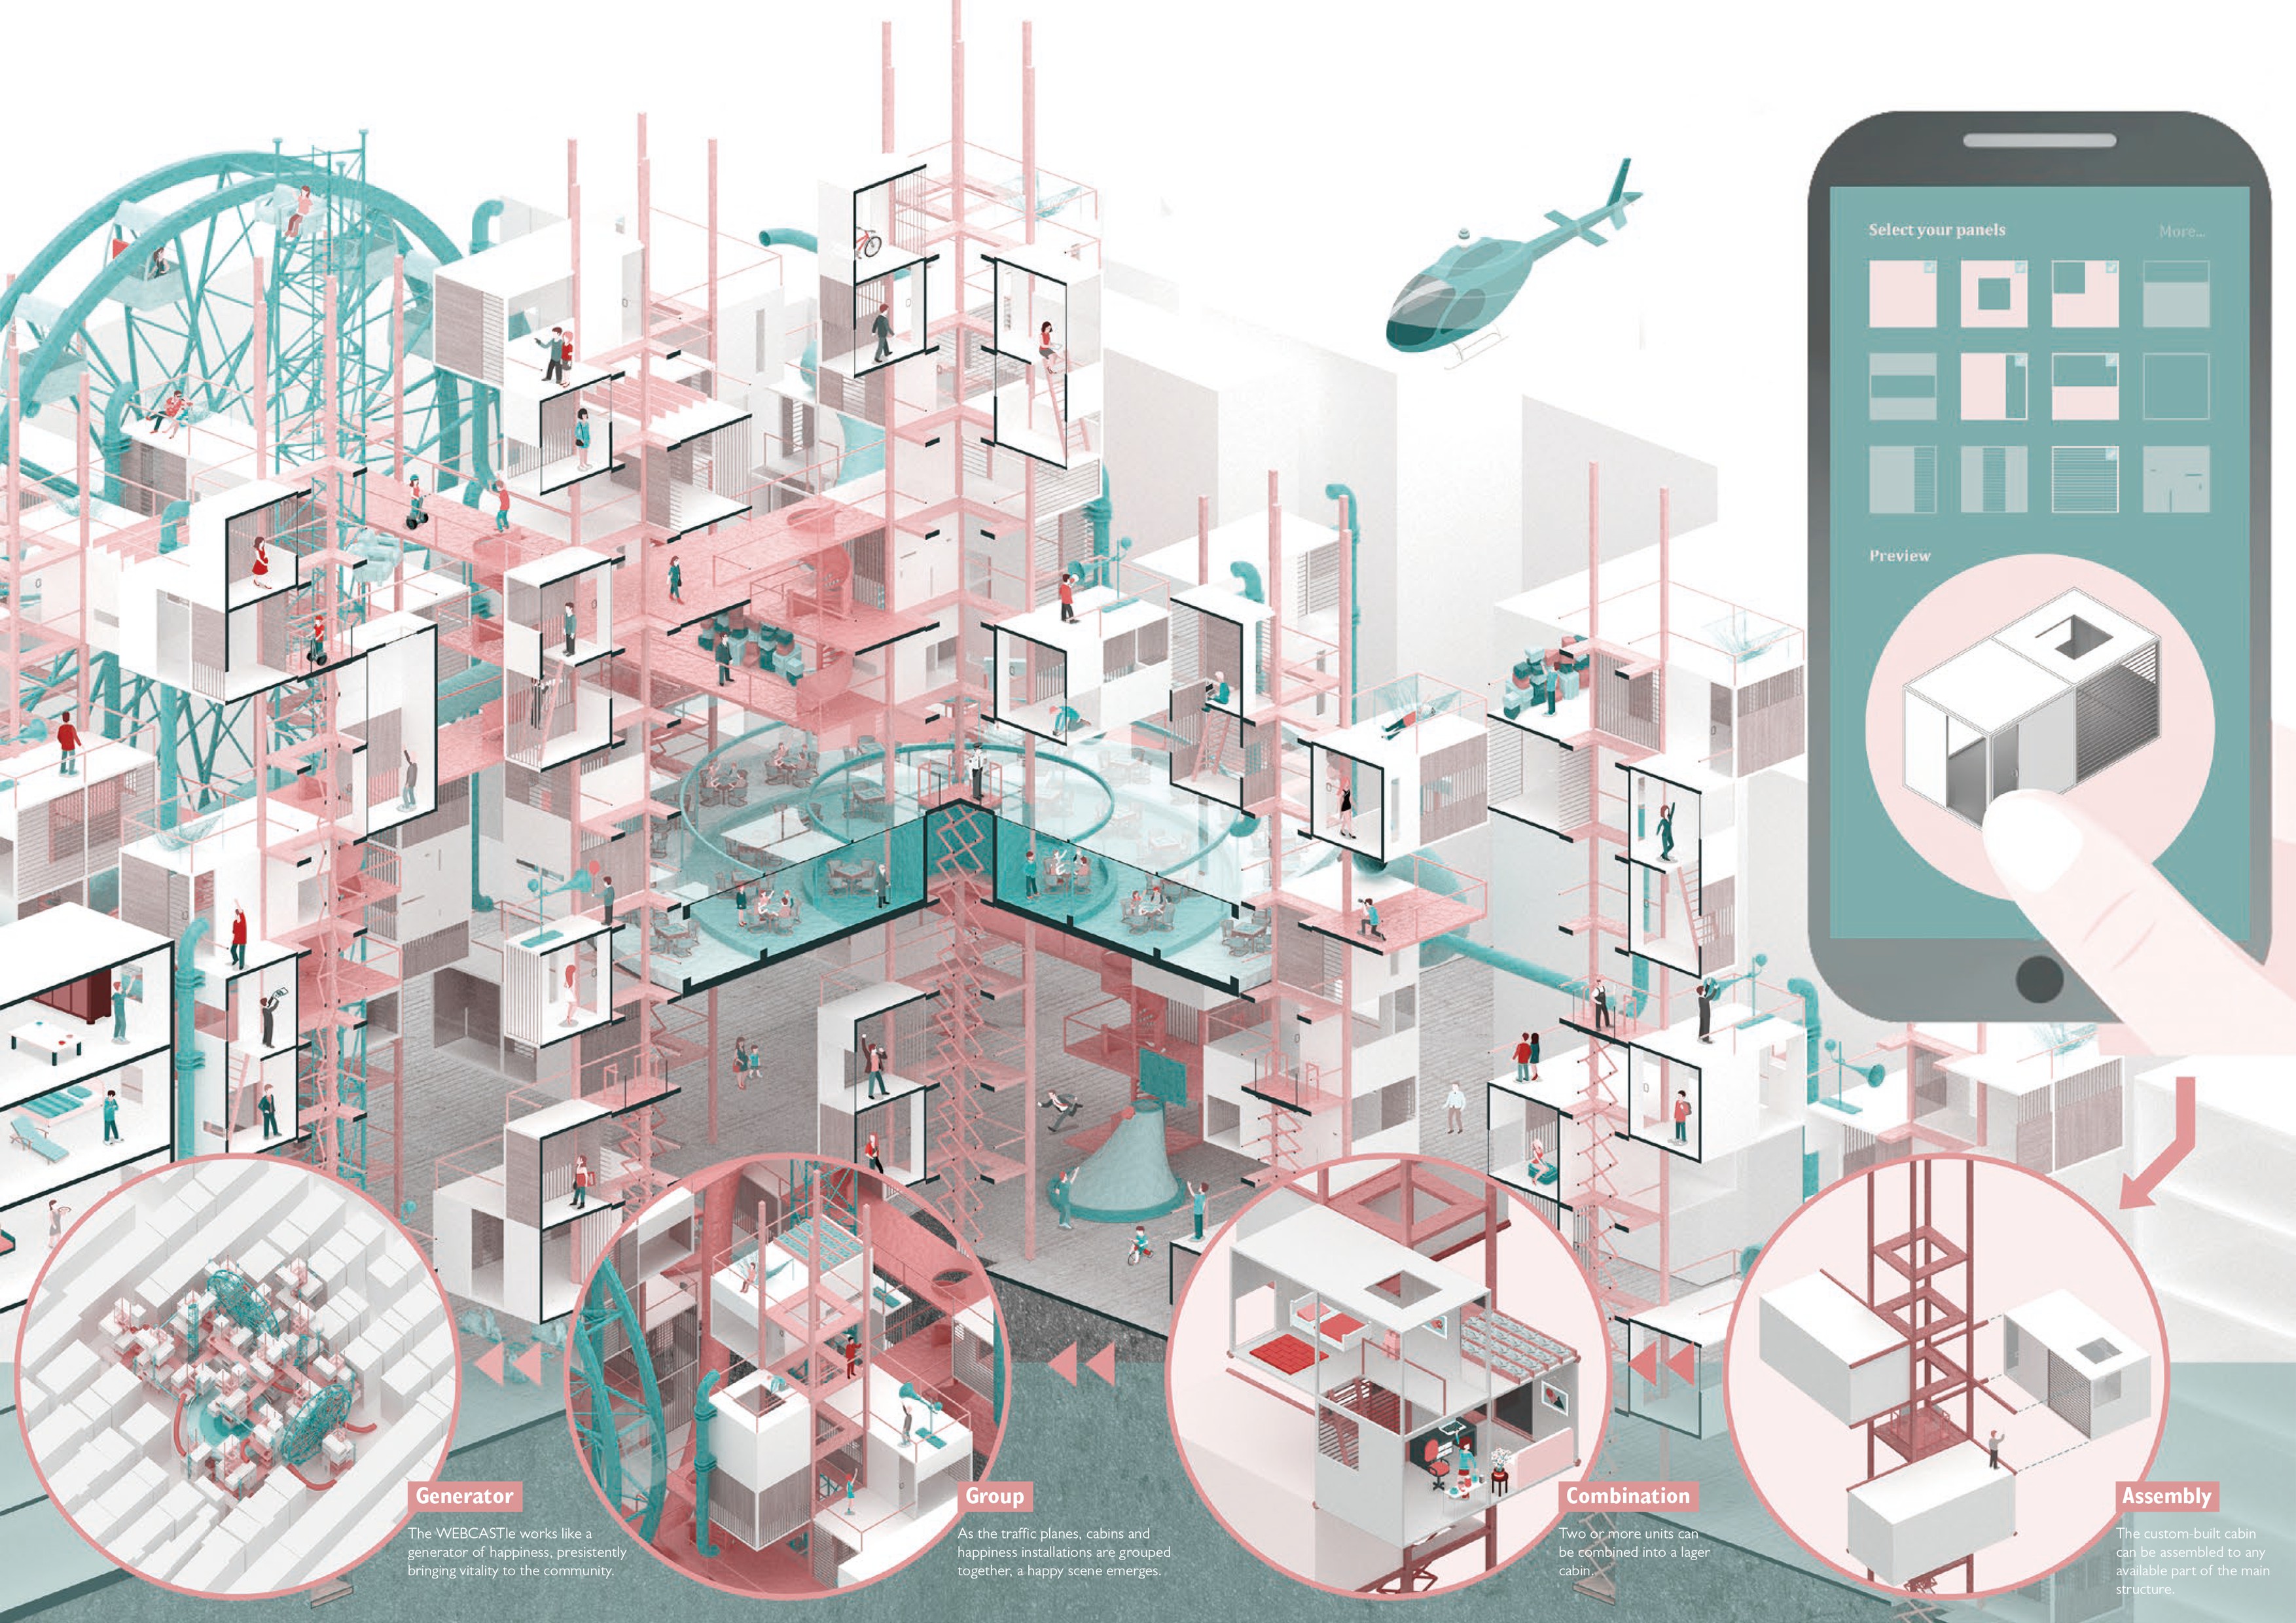 Select your panels
More...
Preview
Generator
The WEBCASTle works like a
generator of happiness, presistently
bringing vitality to the community.
Group
As the traffic planes, cabins and
happiness installations are grouped
together, a happy scene emerges.
Combination
Two or more units can
be combined into a lager
cabin.
Assembly
The custom-built cabin
can be assembled to any
available part of the main
structure.